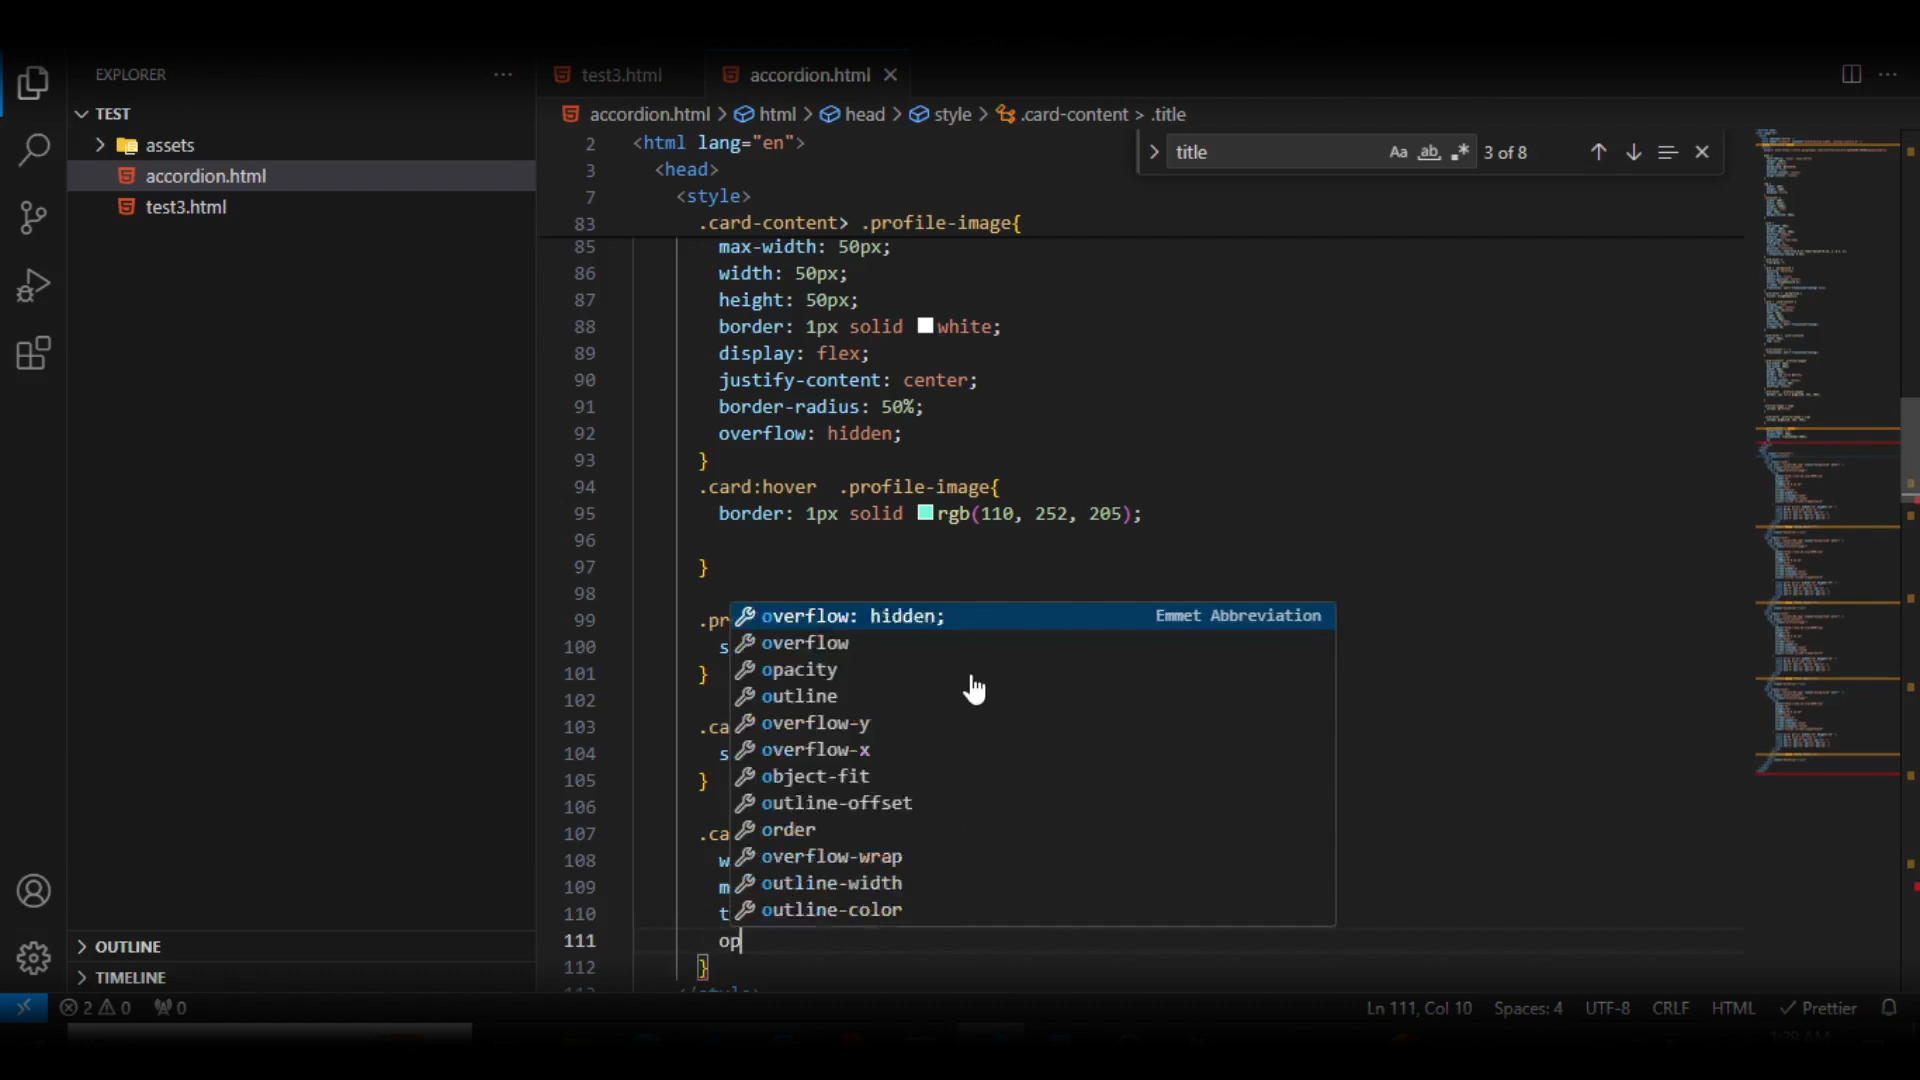 EXPLORER
TEST
assets
accordion.html
test3.html
OUTLINE
TIMELINE
test3.html
accordion.html
accordion.html > html > head > style > .card-content > .title
title
Aa
ab
3 of 8
2 <html lang="en">
3 <head>
7 <style>
83 .card-content> .profile-image{
85 max-width: 50px;
86 width: 50px;
87 height: 50px;
88 border: 1px solid white;
89 display: flex;
90 justify-content: center;
91 border-radius: 50%;
92 overflow: hidden;
93 }
94 .card:hover .profile-image{
95 border: 1px solid rgb(110, 252, 205);
96
97 }
98
99 .pr
100 s
101 }
102
103 .ca
104 s
105 }
106
107 .ca
108 w
109 m
110 t
111 op
112 }
overflow: hidden; Emmet Abbreviation
overflow
opacity
outline
overflow-y
overflow-x
object-fit
outline-offset
order
overflow-wrap
outline-width
outline-color
2 0 0
Ln 111, Col 10
Spaces: 4
UTF-8
CRLF
HTML
Prettier